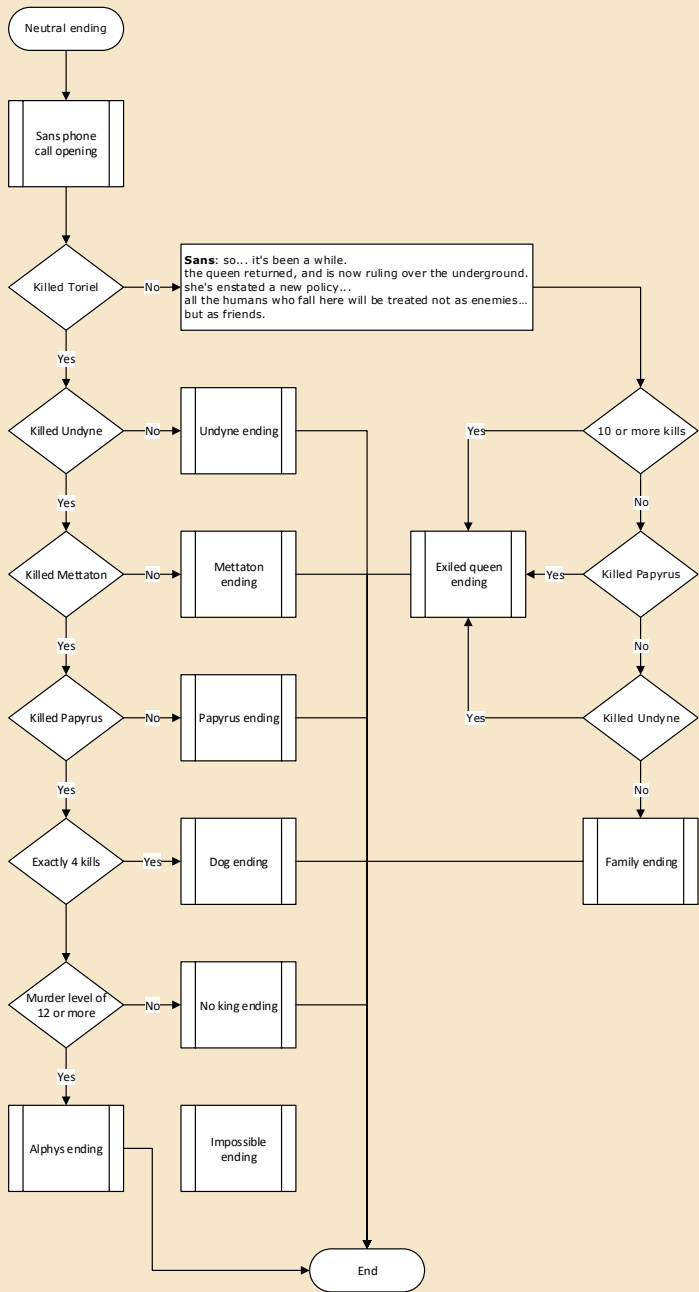 Neutral ending
Sans phone
call opening
Killed Toriel
No
Sans: so... it's been a while.
the queen returned, and is now ruling over the underground.
she's enstated a new policy...
all the humans who fall here will be treated not as enemies...
but as friends.
Yes
Killed Undyne
No
Undyne ending
Yes
10 or more kills
Yes
No
Killed Mettaton
No
Mettaton
ending
Exiled queen
ending
Yes
Killed Papyrus
Yes
No
Killed Papyrus
No
Papyrus ending
Yes
Killed Undyne
Yes
No
Exactly 4 kills
Yes
Dog ending
Family ending
Murder level of
12 or more
No
No king ending
Yes
Alphys ending
Impossible
ending
End